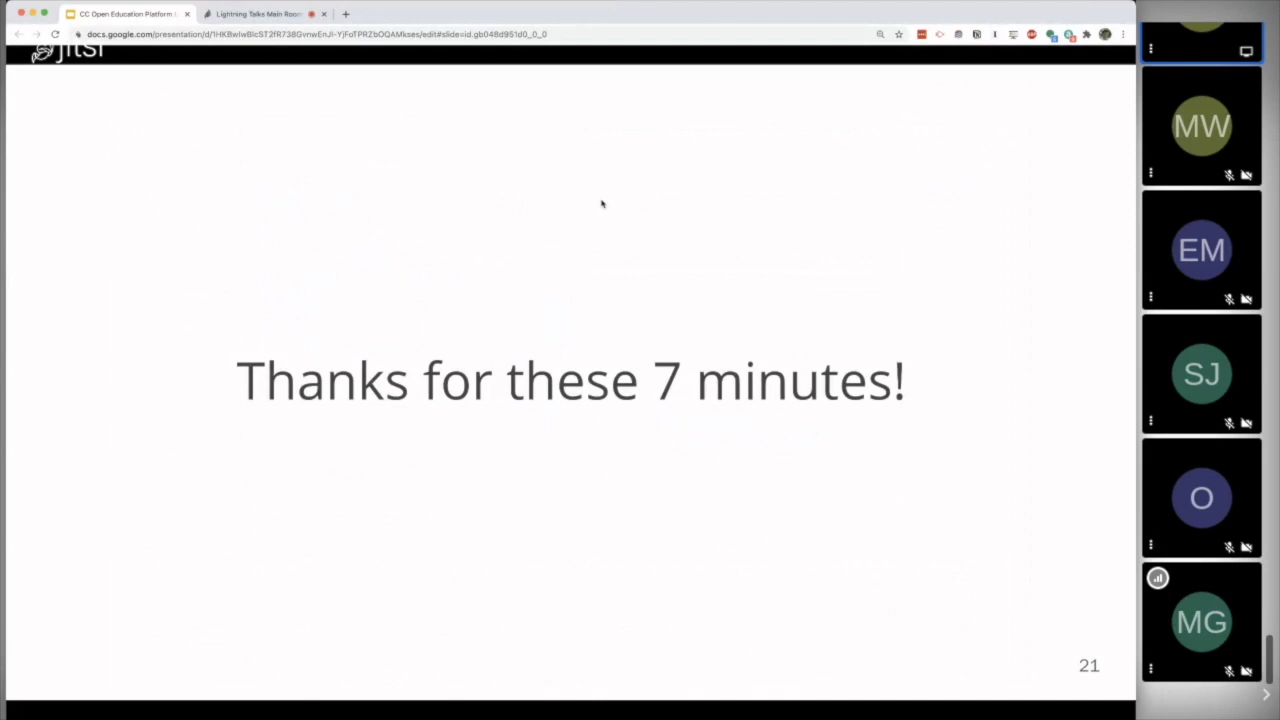 CC Open Education Platform
Lightning Talks Main Room
docs.google.com/presentation/d/1HKBwIwBlcST2fR738GvnwEnJI-YjFoTPRZbOQAMkses/edit#slide=id.gb048d951d0_0_0
jitsi
MW
EM
SJ
O
MG
Thanks for these 7 minutes!
21